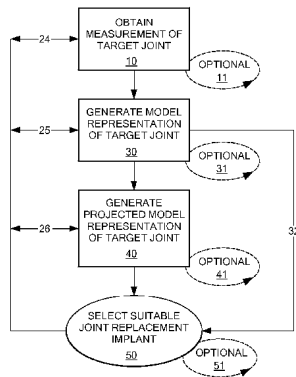 OBTAIN
MEASUREMENT OF
TARGET JOINT
10
24
OPTIONAL
11
GENERATE MODEL
REPRESENTATION
OF TARGET JOINT
30
25
OPTIONAL
31
32
GENERATE
PROJECTED MODEL
REPRESENTATION
OF TARGET JOINT
40
26
OPTIONAL
41
SELECT SUITABLE
JOINT REPLACEMENT
IMPLANT
50
OPTIONAL
51